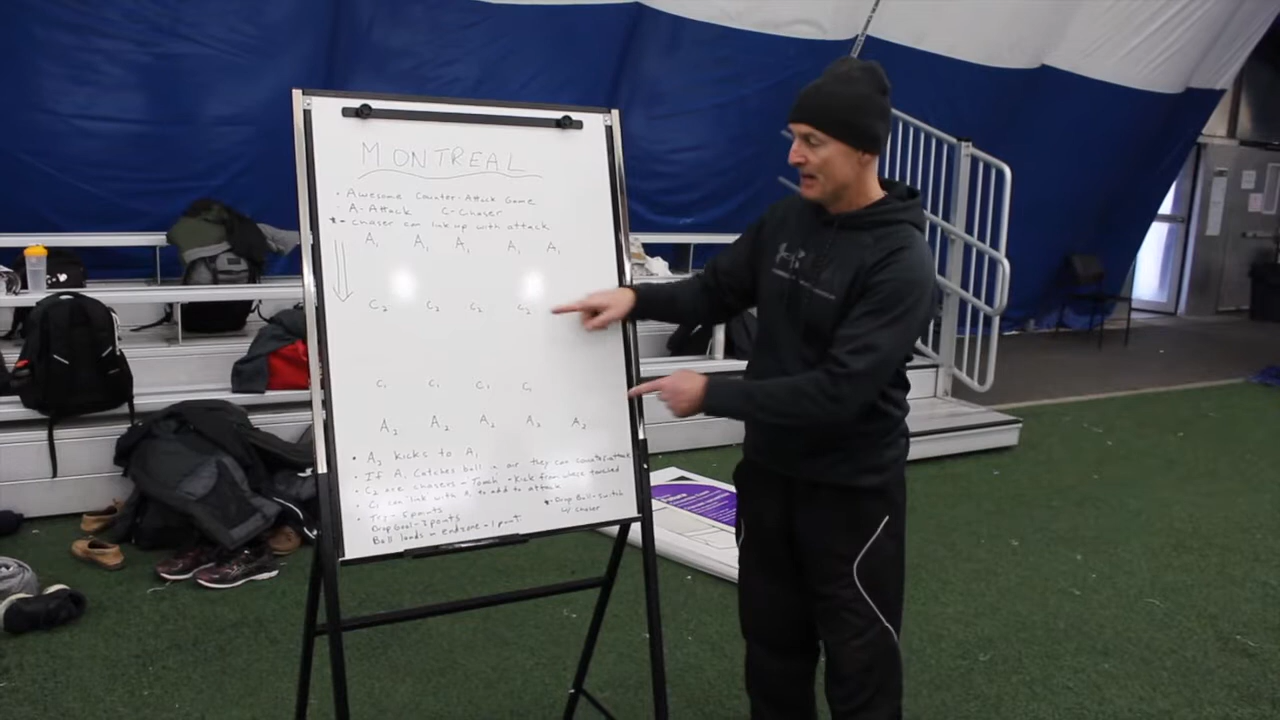 MONTREAL
• Awesome Counter-Attack Game
• A-Attack C-Chaser
*- Chaser can link up with attack
A1 A1 A1 A1 A1
C2 C2 C2 C2
C1 C1 C1 C1
A2 A2 A2 A2 A2
• A2 kicks to A1
• If A1 catches ball in air they can counterattack
• C2 are chasers - Touch - Kick from where touched
• C1 can link with A1 to add to attack
• Try - 5 points
Drop Goal - 3 points
Ball lands in endzone - 1 point
*- Drop Ball - Switch
w/ chaser